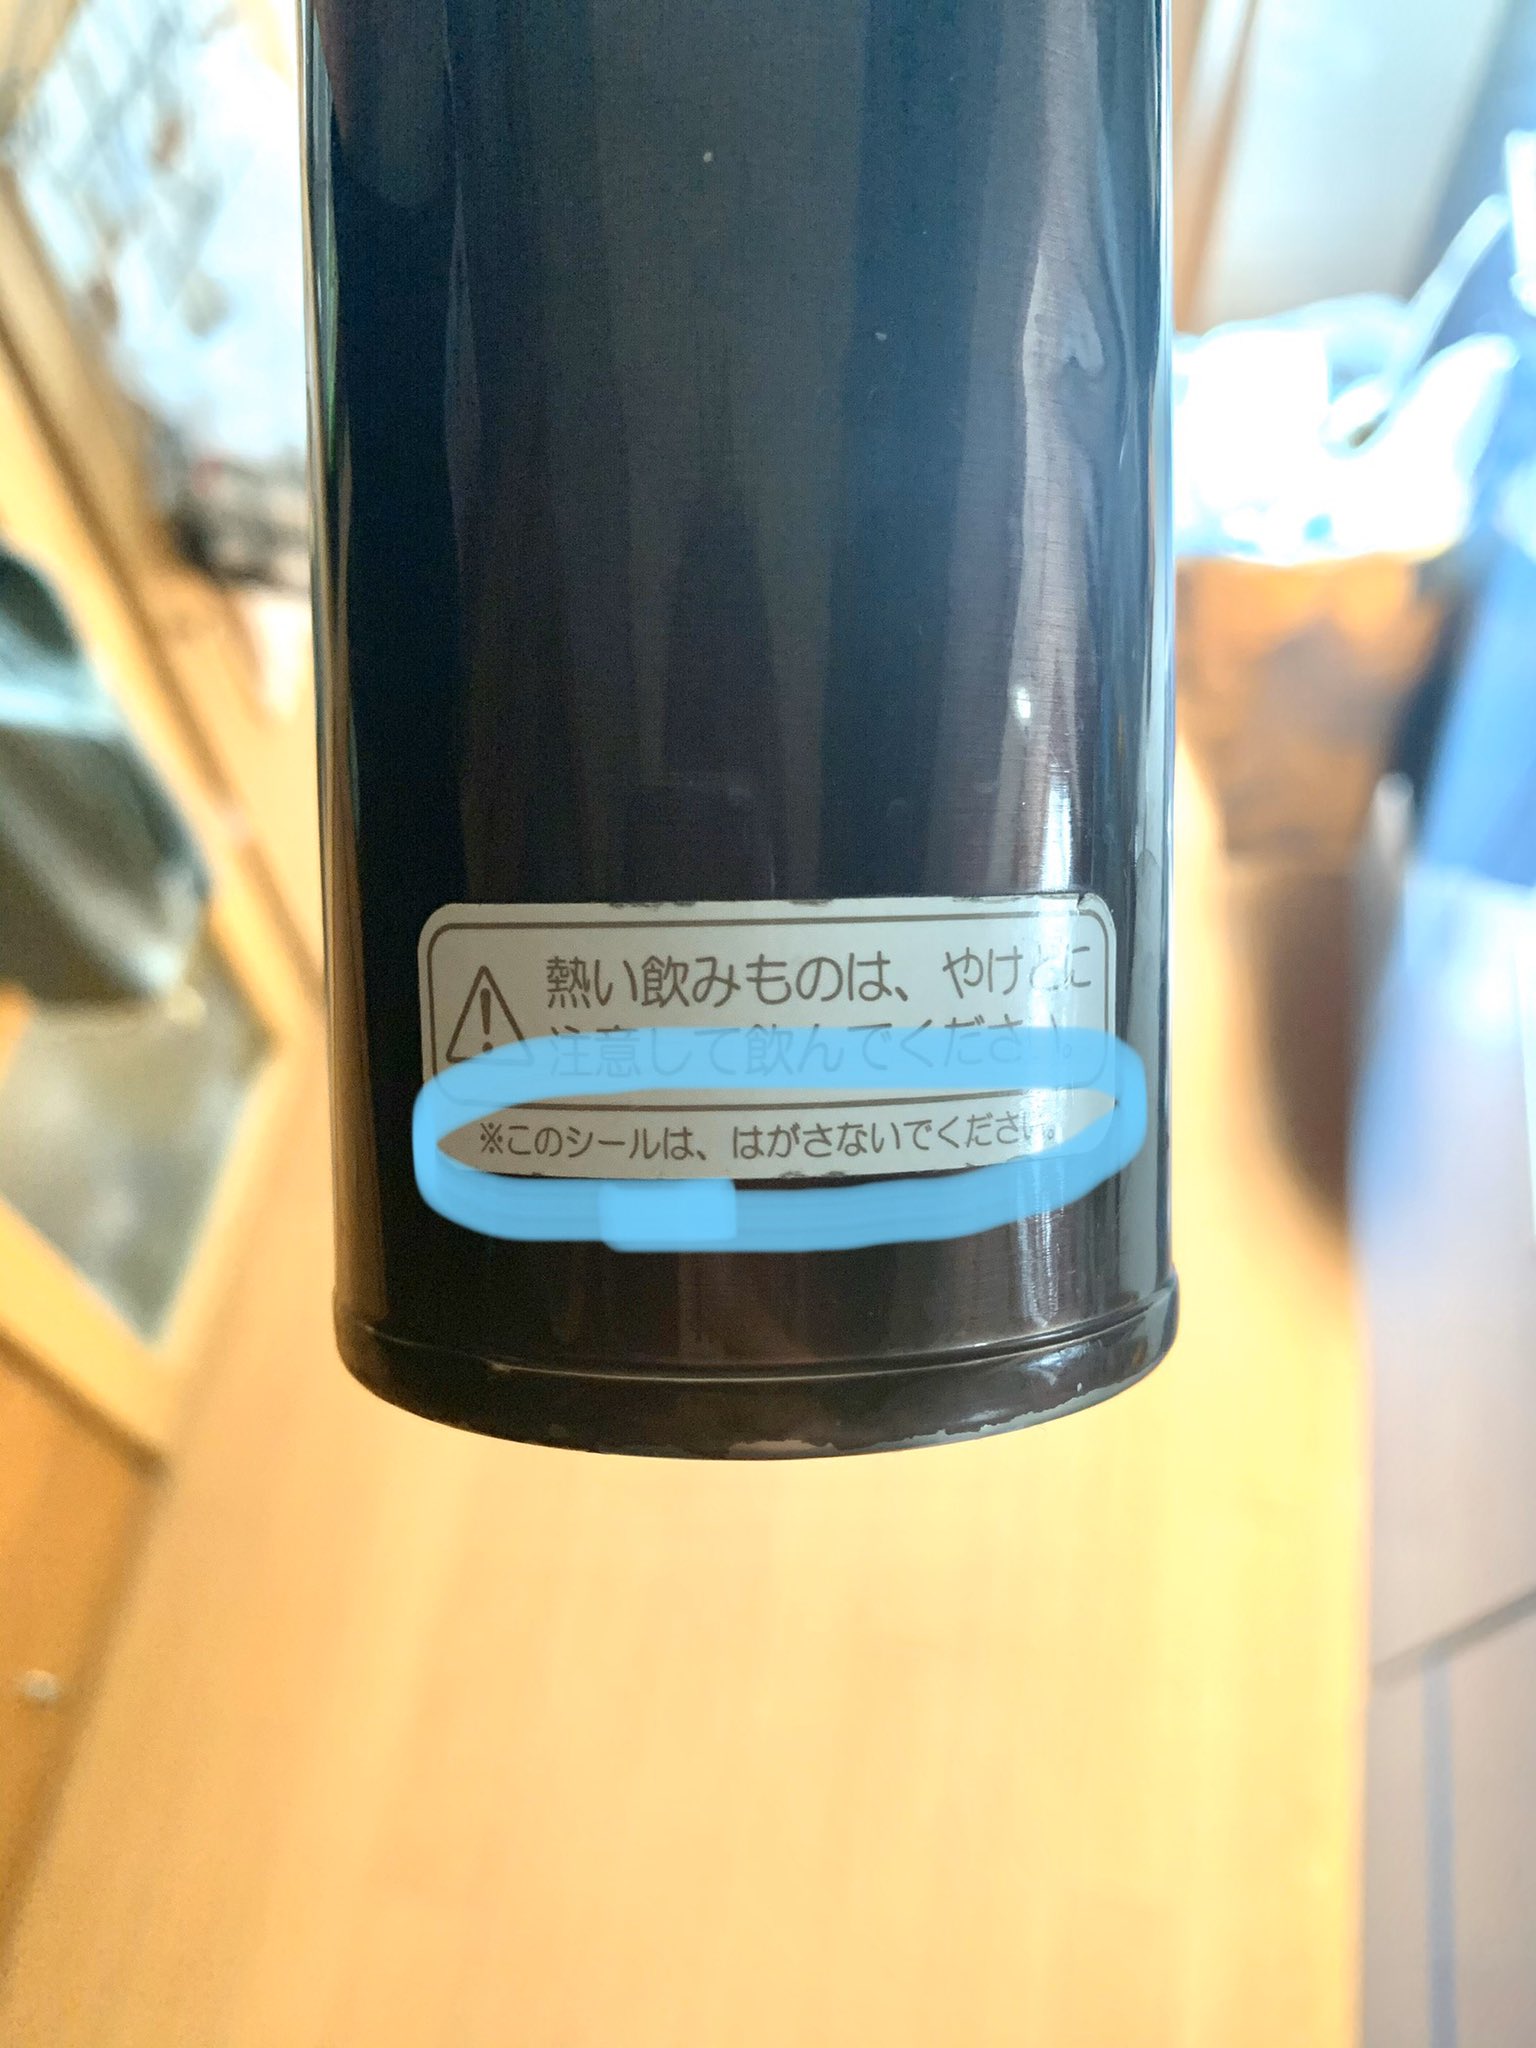 熱い飲みものは、やけどに
注意して飲んでください。
※このシールは、はがさないでください。